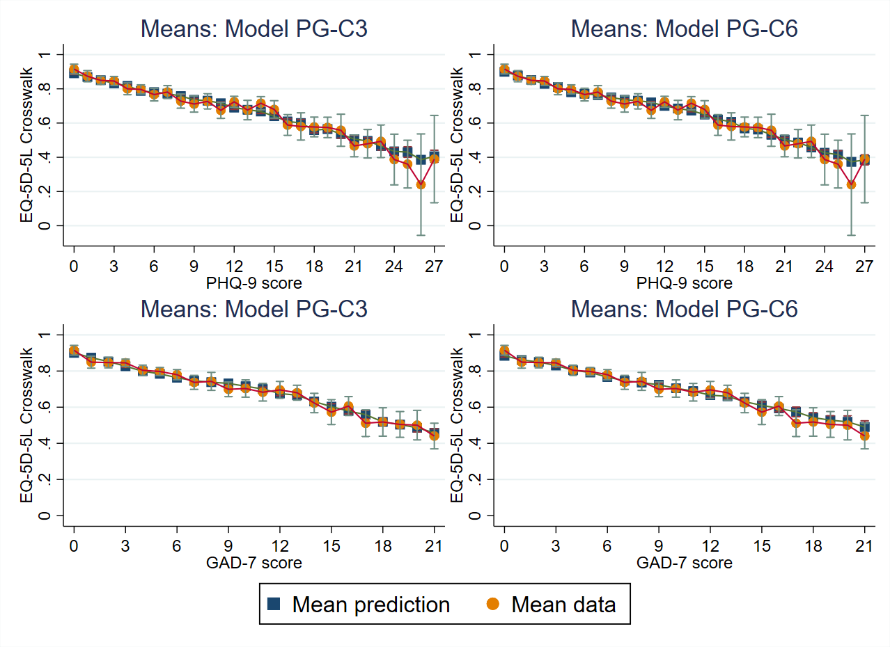 Means: Model PG-C3
EQ-5D-5L Crosswalk
1
.8
.6
.4
.2
0
0 3 6 9 12 15 18 21 24 27
PHQ-9 score
Means: Model PG-C6
EQ-5D-5L Crosswalk
1
.8
.6
.4
.2
0
0 3 6 9 12 15 18 21 24 27
PHQ-9 score
Means: Model PG-C3
EQ-5D-5L Crosswalk
1
.8
.6
.4
.2
0
0 3 6 9 12 15 18 21
GAD-7 score
Means: Model PG-C6
EQ-5D-5L Crosswalk
1
.8
.6
.4
.2
0
0 3 6 9 12 15 18 21
GAD-7 score
Mean prediction Mean data